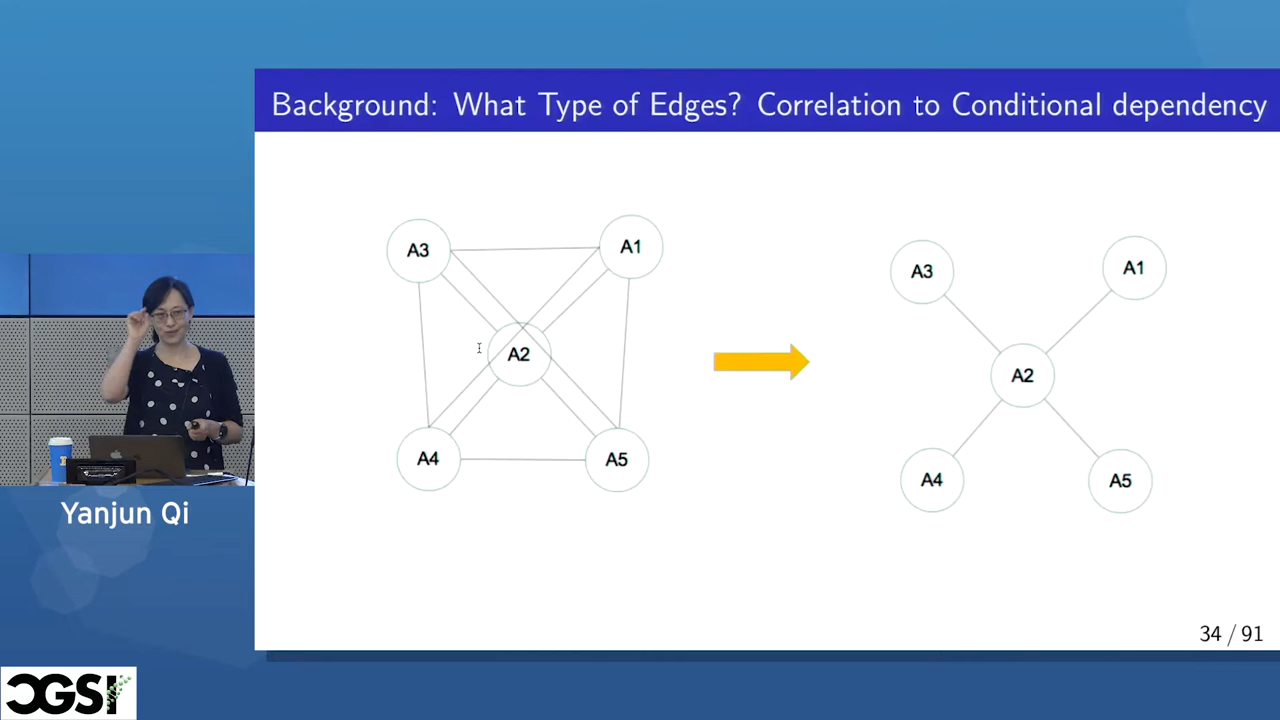 Background: What Type of Edges? Correlation to Conditional dependency
A3
A1
A2
A4
A5
A3
A1
A2
A4
A5
34 / 91
Yanjun Qi
CGSI